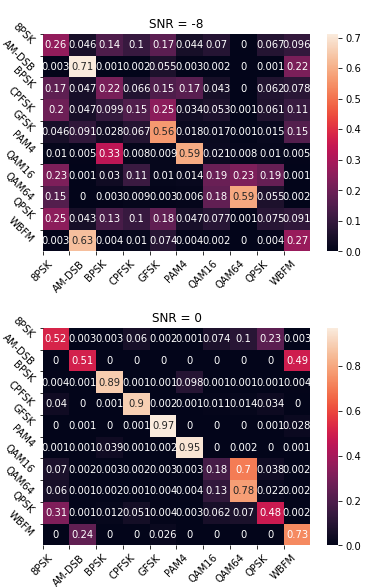 SNR = -8
8PSK 0.26 0.046 0.14 0.1 0.17 0.044 0.07 0 0.067 0.096
AM-DSB 0.003 0.71 0.001 0.002 0.055 0.003 0.002 0 0.001 0.22
BPSK 0.17 0.047 0.22 0.066 0.15 0.17 0.043 0 0.062 0.078
CPFSK 0.2 0.047 0.099 0.15 0.25 0.034 0.053 0.001 0.061 0.11
GFSK 0.046 0.091 0.028 0.067 0.56 0.018 0.017 0.001 0.015 0.15
PAM4 0.01 0.005 0.33 0.008 0.009 0.59 0.021 0.008 0.01 0.005
QAM16 0.23 0.001 0.03 0.11 0.01 0.014 0.19 0.23 0.19 0.001
QAM64 0.15 0 0.003 0.009 0.003 0.006 0.18 0.59 0.055 0.002
QPSK 0.25 0.043 0.13 0.1 0.18 0.047 0.077 0.001 0.075 0.091
WBFM 0.003 0.63 0.004 0.01 0.074 0.004 0.002 0 0.004 0.27
8PSK AM-DSB BPSK CPFSK GFSK PAM4 QAM16 QAM64 QPSK WBFM
0.7
0.6
0.5
0.4
0.3
0.2
0.1
0.0
SNR = 0
8PSK 0.52 0.003 0.003 0.06 0.002 0.001 0.074 0.1 0.23 0.003
AM-DSB 0 0.51 0 0 0 0 0 0 0 0.49
BPSK 0.004 0.001 0.89 0.001 0.001 0.098 0.001 0.001 0.001 0.004
CPFSK 0.04 0 0 0.9 0 0.001 0.011 0.014 0.034 0
GFSK 0 0.001 0 0 0.97 0 0 0 0.001 0.028
PAM4 0.001 0.001 0.039 0.001 0.002 0.95 0 0.002 0 0.001
QAM16 0.07 0.002 0.003 0.002 0.003 0.003 0.18 0.7 0.038 0.002
QAM64 0.06 0.001 0.002 0.002 0.004 0.004 0.13 0.78 0.022 0.002
QPSK 0.31 0.001 0.012 0.051 0.004 0.003 0.062 0.07 0.48 0.002
WBFM 0 0.24 0 0 0.026 0 0 0 0 0.73
8PSK AM-DSB BPSK CPFSK GFSK PAM4 QAM16 QAM64 QPSK WBFM
0.8
0.6
0.4
0.2
0.0